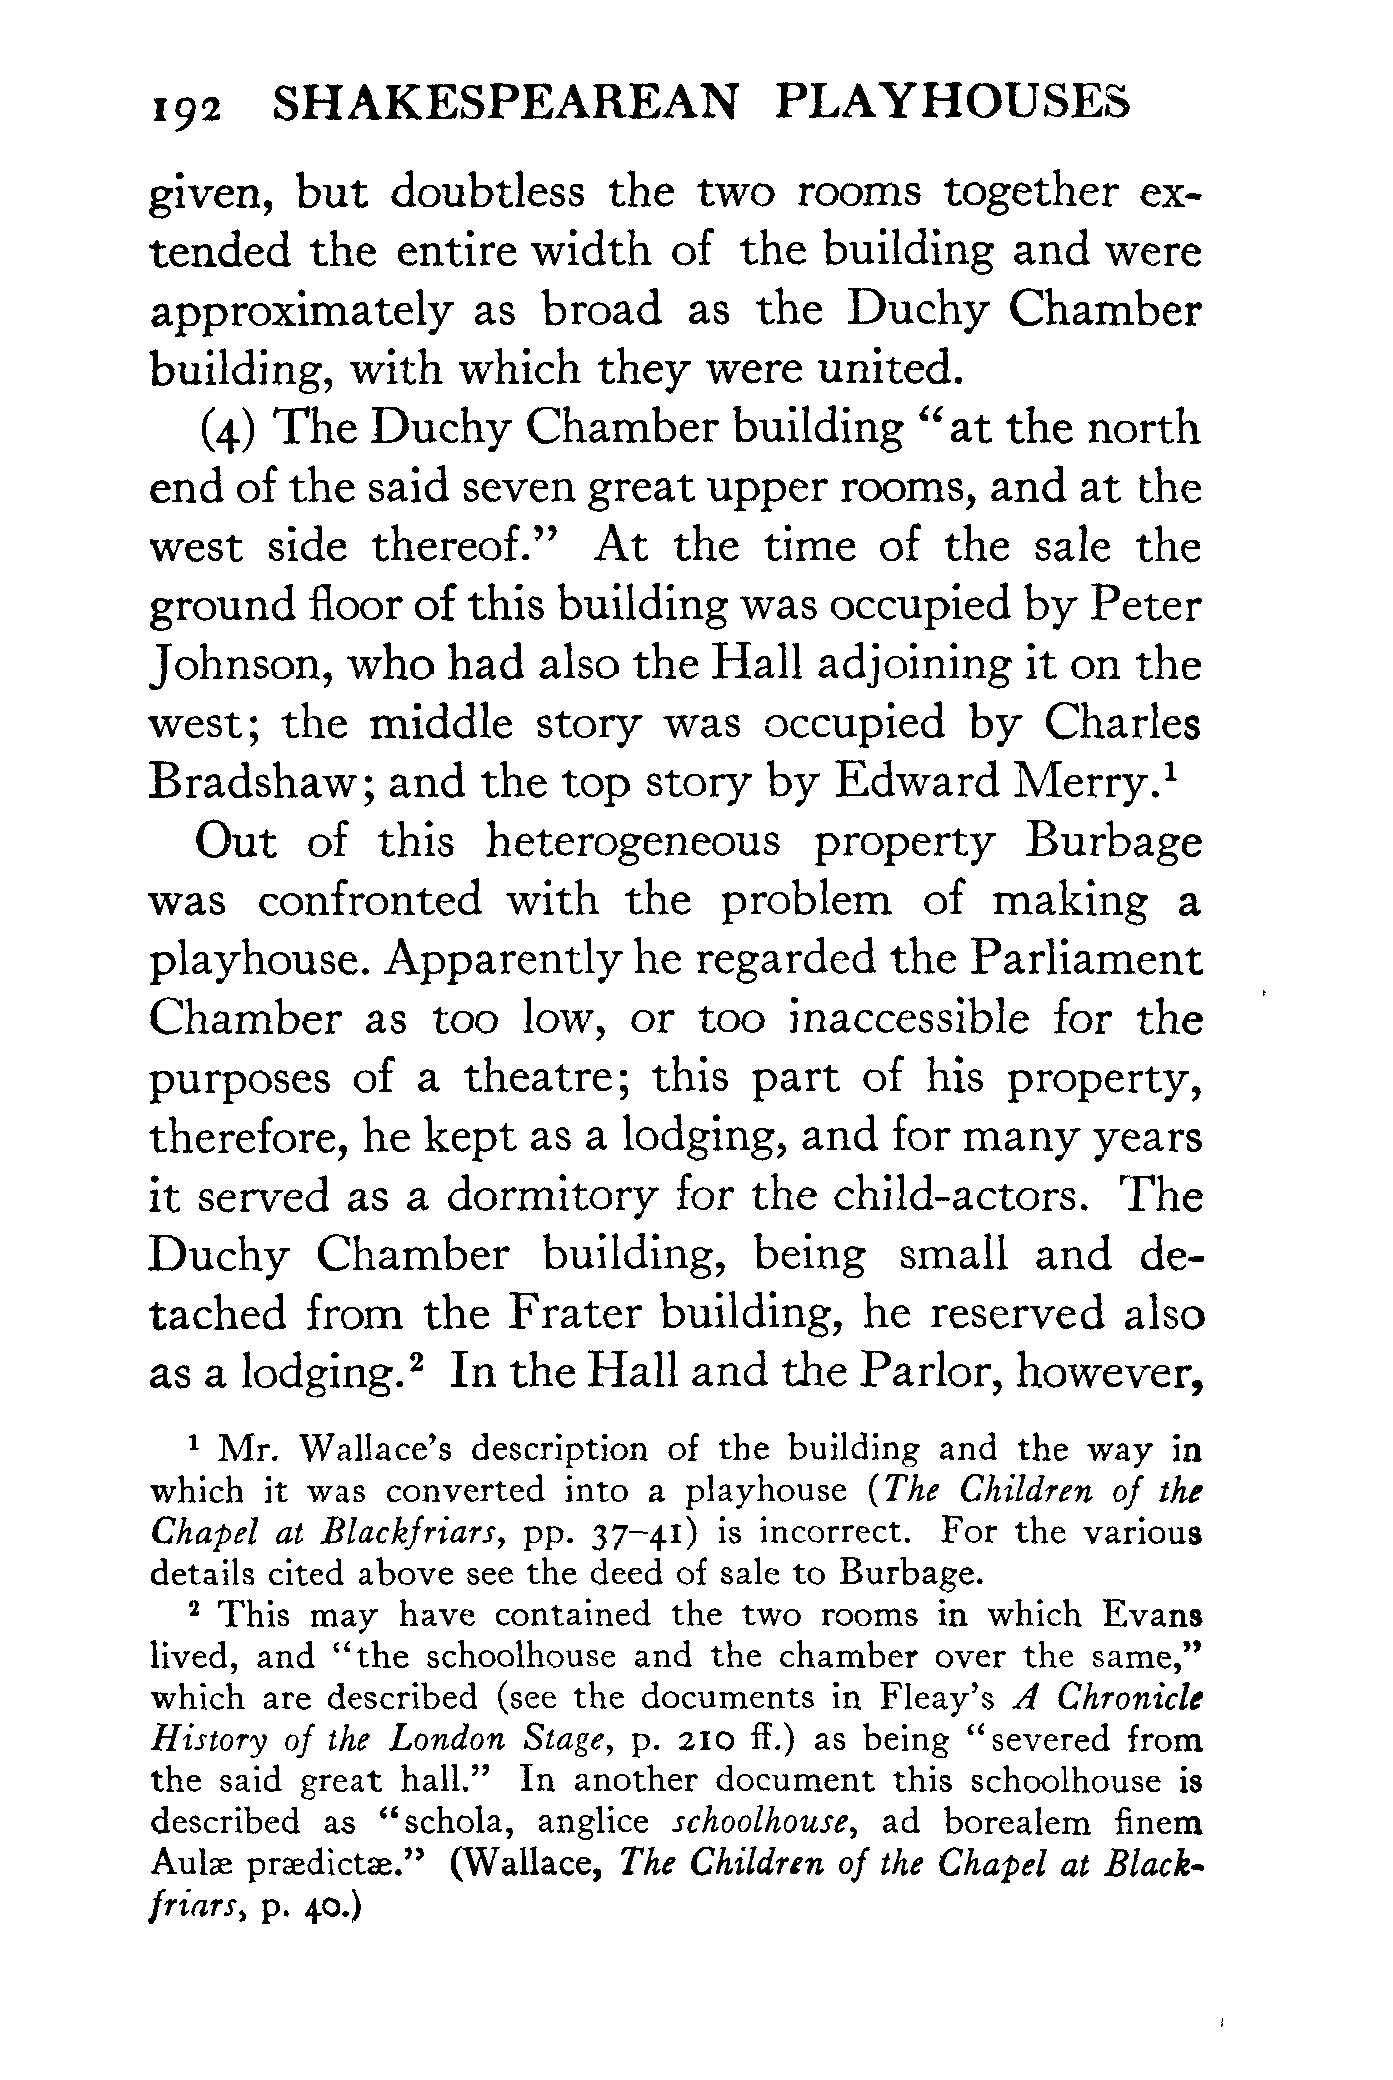 192 SHAKESPEAREAN PLAYHOUSES
given, but doubtless the two rooms together ex-
tended the entire width of the building and were
approximately as broad as the Duchy Chamber
building, with which they were united.
(4) The Duchy Chamber building “at the north
end of the said seven great upper rooms, and at the
west side thereof.” At the time of the sale the
ground floor of this building was occupied by Peter
Johnson, who had also the Hall adjoining it on the
west; the middle story was occupied by Charles
Bradshaw; and the top story by Edward Merry.¹
Out of this heterogeneous property Burbage
was confronted with the problem of making a
playhouse. Apparently he regarded the Parliament
Chamber as too low, or too inaccessible for the
purposes of a theatre; this part of his property,
therefore, he kept as a lodging, and for many years
it served as a dormitory for the child-actors. The
Duchy Chamber building, being small and de-
tached from the Frater building, he reserved also
as a lodging.² In the Hall and the Parlor, however,
¹ Mr. Wallace’s description of the building and the way in
which it was converted into a playhouse (The Children of the
Chapel at Blackfriars, pp. 37–41) is incorrect. For the various
details cited above see the deed of sale to Burbage.
² This may have contained the two rooms in which Evans
lived, and “the schoolhouse and the chamber over the same,”
which are described (see the documents in Fleay’s A Chronicle
History of the London Stage, p. 210 ff.) as being “severed from
the said great hall.” In another document this schoolhouse is
described as “schola, anglice schoolhouse, ad borealem finem
Aulæ prædictæ.” (Wallace, The Children of the Chapel at Black-
friars, p. 40.)